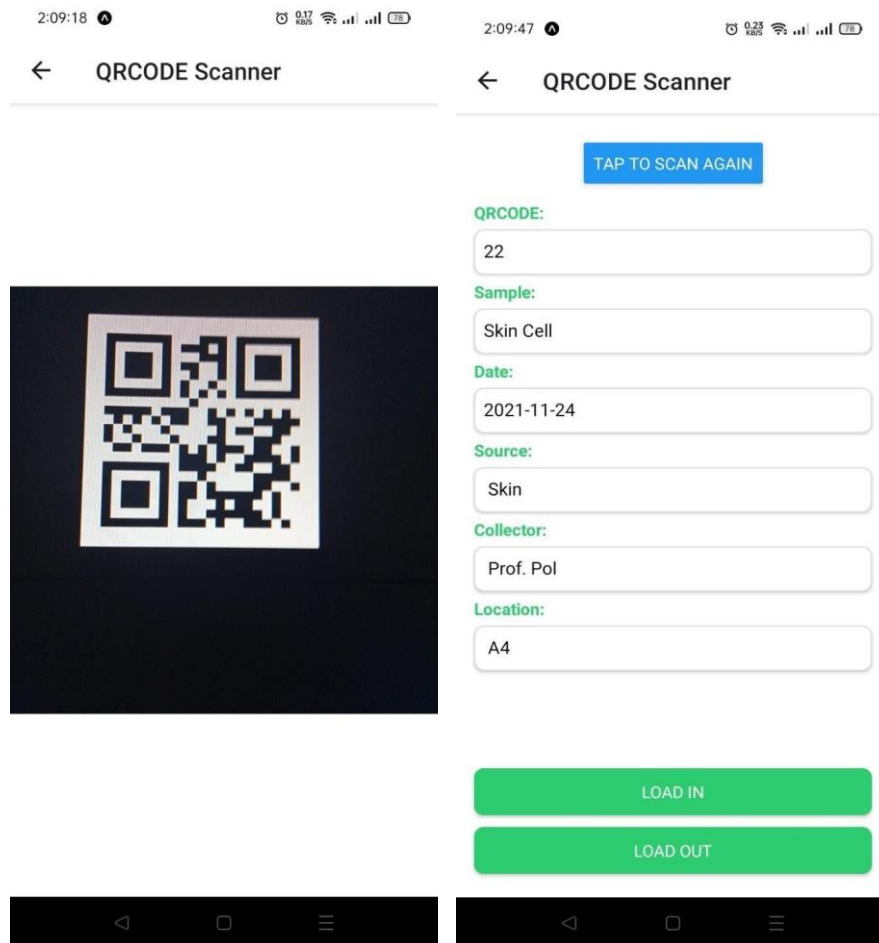 2:09:18 0.17 KB/S 78
QRCODE Scanner
2:09:47 0.23 KB/S 78
QRCODE Scanner
TAP TO SCAN AGAIN
QRCODE:
22
Sample:
Skin Cell
Date:
2021-11-24
Source:
Skin
Collector:
Prof. Pol
Location:
A4
LOAD IN
LOAD OUT